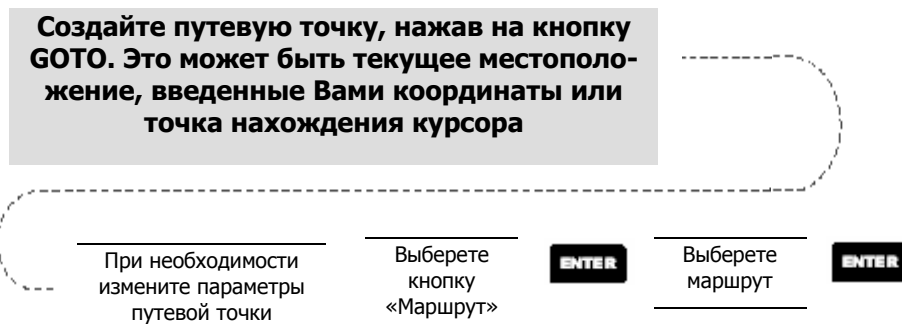 Создайте путевую точку, нажав на кнопку
GOTO. Это может быть текущее местополо-
жение, введенные Вами координаты или
точка нахождения курсора
При необходимости
измените параметры
путевой точки
Выберете
кнопку
«Маршрут»
ENTER
Выберете
маршрут
ENTER